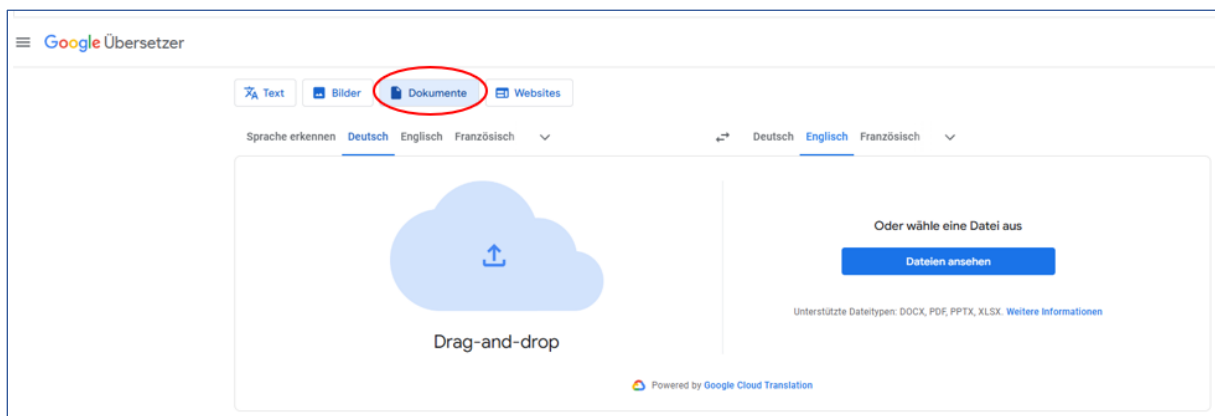 Google Übersetzer
Text Bilder Dokumente Websites
Sprache erkennen Deutsch Englisch Französisch Deutsch Englisch Französisch
Drag-and-drop
Oder wähle eine Datei aus
Dateien ansehen
Unterstützte Dateitypen: DOCX, PDF, PPTX, XLSX. Weitere Informationen
Powered by Google Cloud Translation